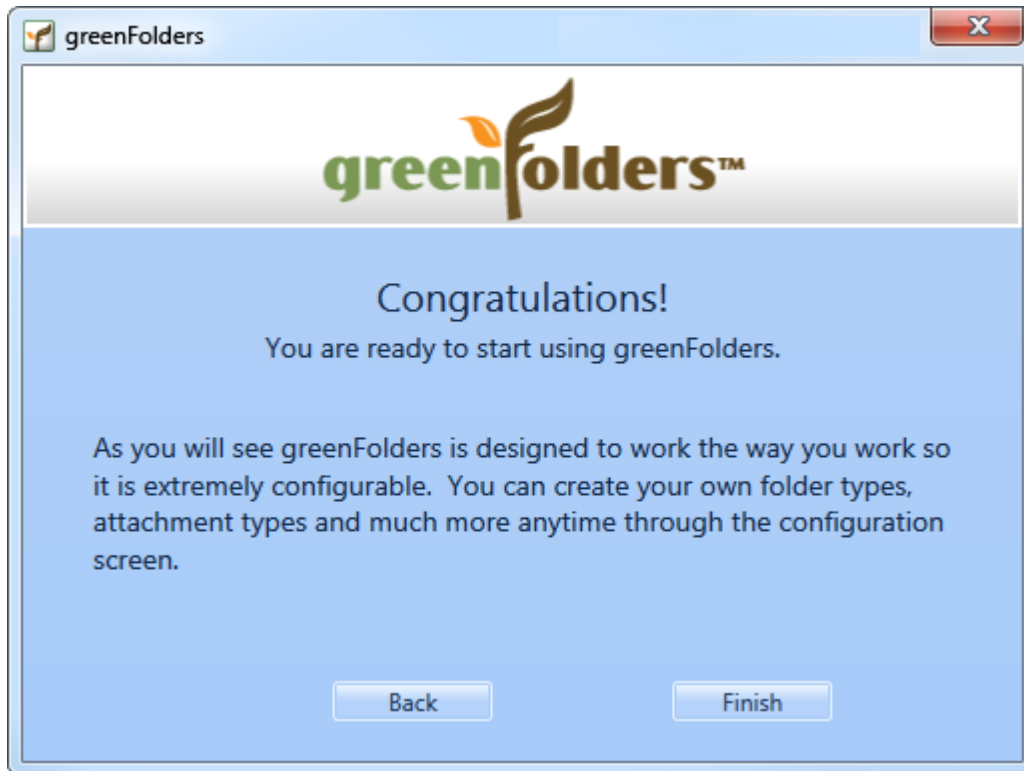 greenFolders
greenfolders™
Congratulations!
You are ready to start using greenFolders.
As you will see greenFolders is designed to work the way you work so
it is extremely configurable.  You can create your own folder types,
attachment types and much more anytime through the configuration
screen.
Back
Finish